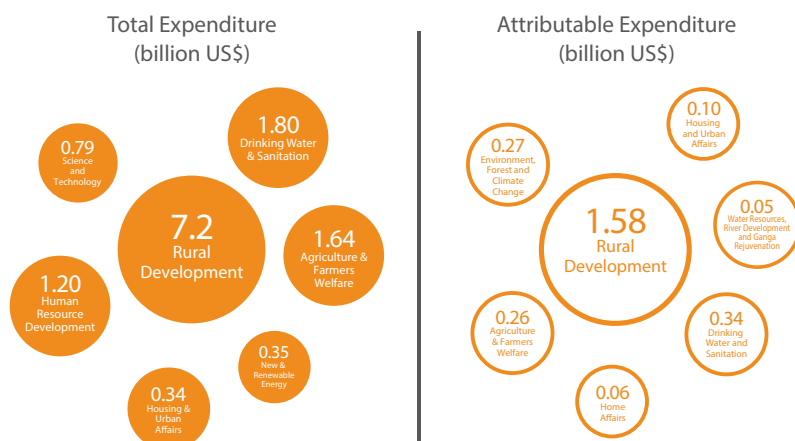 Total Expenditure
(billion US$)
0.79
Science
and
Technology
1.80
Drinking Water
& Sanitation
7.2
Rural
Development
1.64
Agriculture &
Farmers
Welfare
1.20
Human
Resource
Development
0.35
New &
Renewable
Energy
0.34
Housing &
Urban
Affairs
Attributable Expenditure
(billion US$)
0.10
Housing
and Urban
Affairs
0.27
Environment,
Forest and
Climate
Change
1.58
Rural
Development
0.05
Water Resources,
River Development
and Ganga
Rejuvenation
0.26
Agriculture
& Farmers
Welfare
0.34
Drinking
Water and
Sanitation
0.06
Home
Affairs